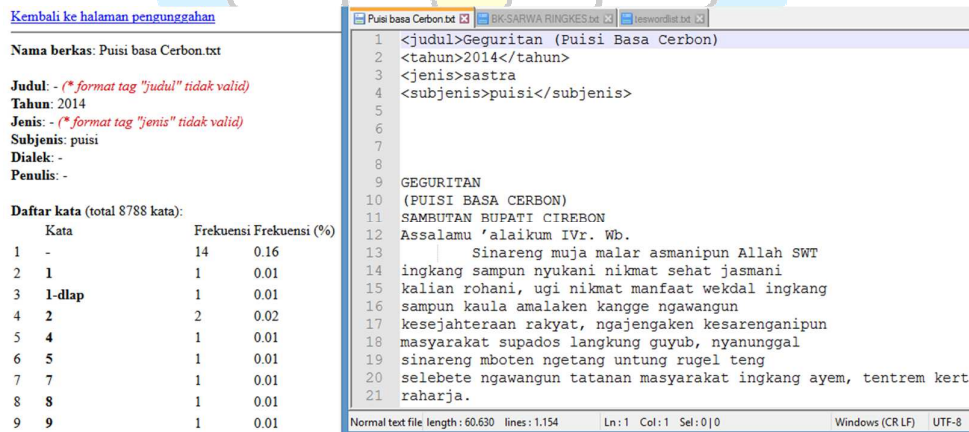 Kembali ke halaman pengunggahan
Nama berkas: Puisi basa Cerbon.txt
Judul: - (* format tag "judul" tidak valid)
Tahun: 2014
Jenis: - (* format tag "jenis" tidak valid)
Subjenis: puisi
Dialek: -
Penulis: -
Daftar kata (total 8788 kata):
Kata Frekuensi Frekuensi (%)
1 - 14 0.16
2 1 1 0.01
3 1-dlap 1 0.01
4 2 2 0.02
5 4 1 0.01
6 5 1 0.01
7 7 1 0.01
8 8 1 0.01
9 9 1 0.01
Puisi basa Cerbon.txt BK-SARWA RINGKES.txt teswordlist.txt
1 <judul>Geguritan (Puisi Basa Cerbon)
2 <tahun>2014</tahun>
3 <jenis>sastra
4 <subjenis>puisi</subjenis>
5
6
7
8
9 GEGURITAN
10 (PUISI BASA CERBON)
11 SAMBUTAN BUPATI CIREBON
12 Assalamu ’alaikum IVr. Wb.
13 Sinareng muja malar asmanipun Allah SWT
14 ingkang sampun nyukani nikmat sehat jasmani
15 kalian rohani, ugi nikmat manfaat wekdal ingkang
16 sampun kaula amalaken kangge ngawangun
17 kesejahteraan rakyat, ngajengaken kesarenganipun
18 masyarakat supados langkung guyub, nyanunggal
19 sinareng mboten ngetang untung rugel teng
20 selebete ngawangun tatanan masyarakat ingkang ayem, tentrem kert
21 raharja.
Normal text file length : 60.630 lines : 1.154 Ln : 1 Col : 1 Sel : 0 | 0 Windows (CR LF) UTF-8